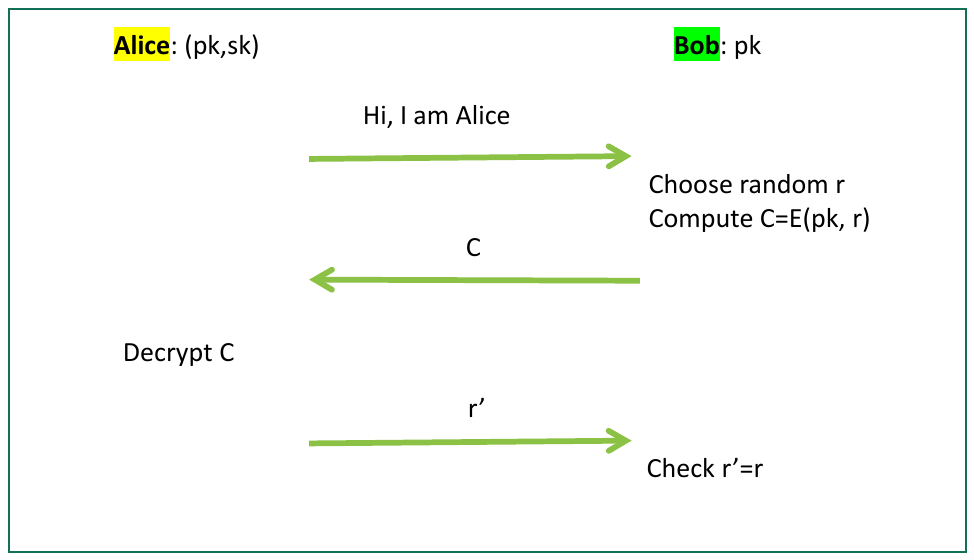 Alice: (pk,sk)
Bob: pk
Hi, I am Alice
Choose random r
Compute C=E(pk, r)
C
Decrypt C
r’
Check r’=r